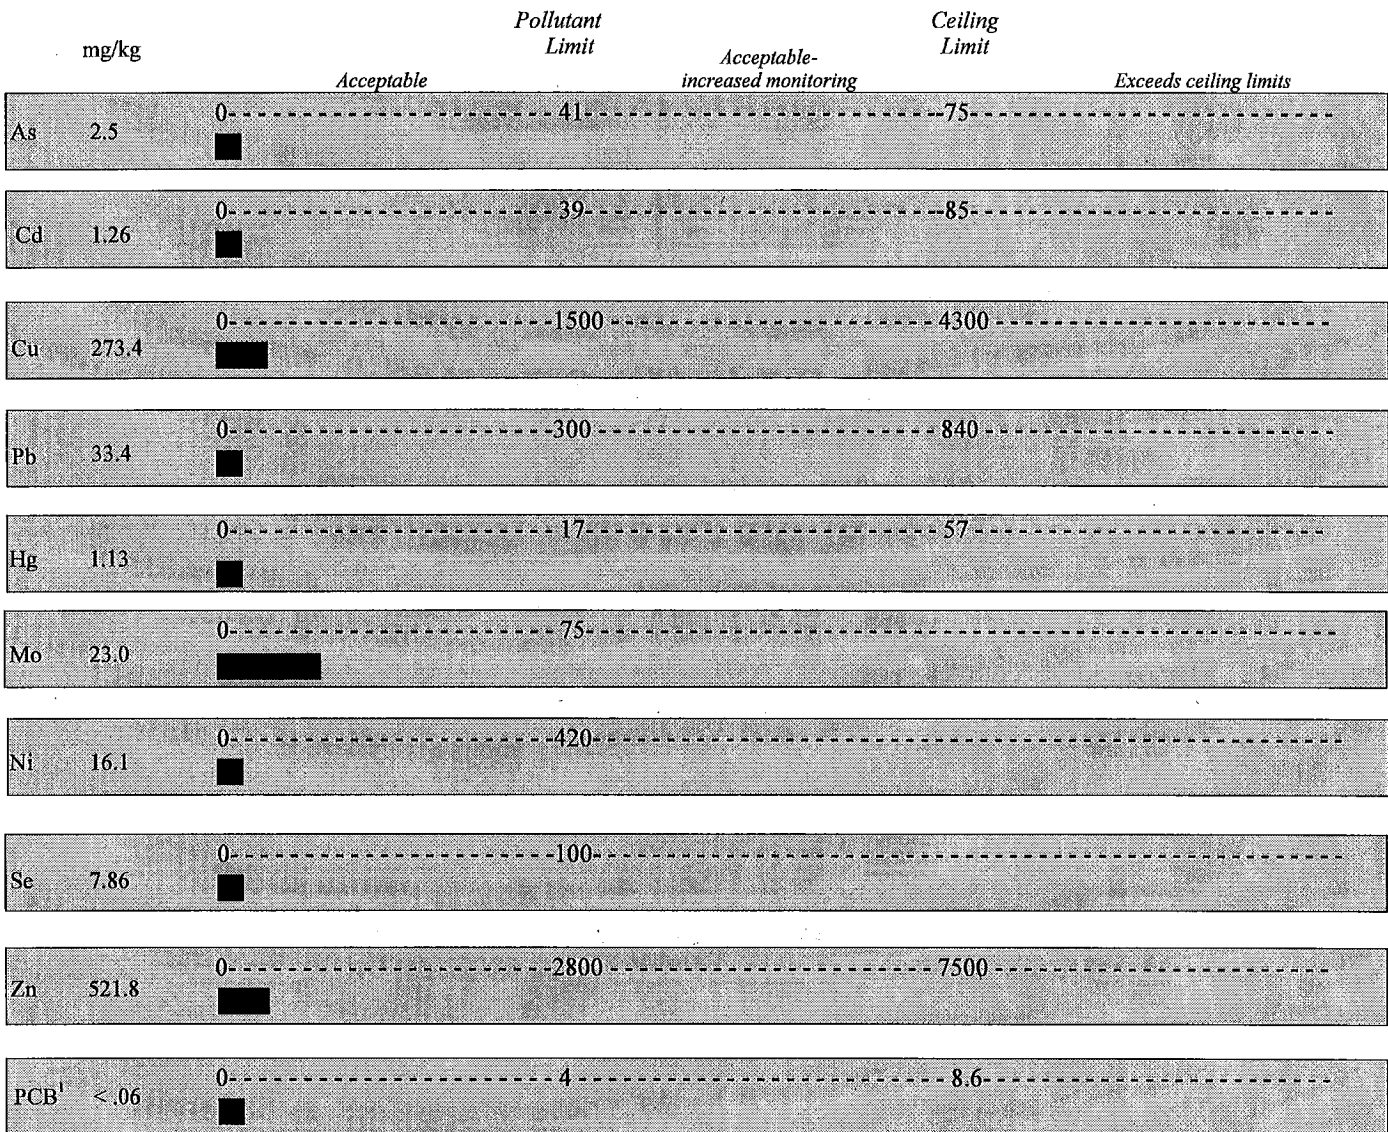 mg/kg
Pollutant
Limit
Ceiling
Limit
Acceptable
Acceptable-
increased monitoring
Exceeds ceiling limits
As 2.5 0 41 75
Cd 1.26 0 39 85
Cu 273.4 0 1500 4300
Pb 33.4 0 300 840
Hg 1.13 0 17 57
Mo 23.0 0 75
Ni 16.1 0 420
Se 7.86 0 100
Zn 521.8 0 2800 7500
PCB¹ < .06 0 4 8.6